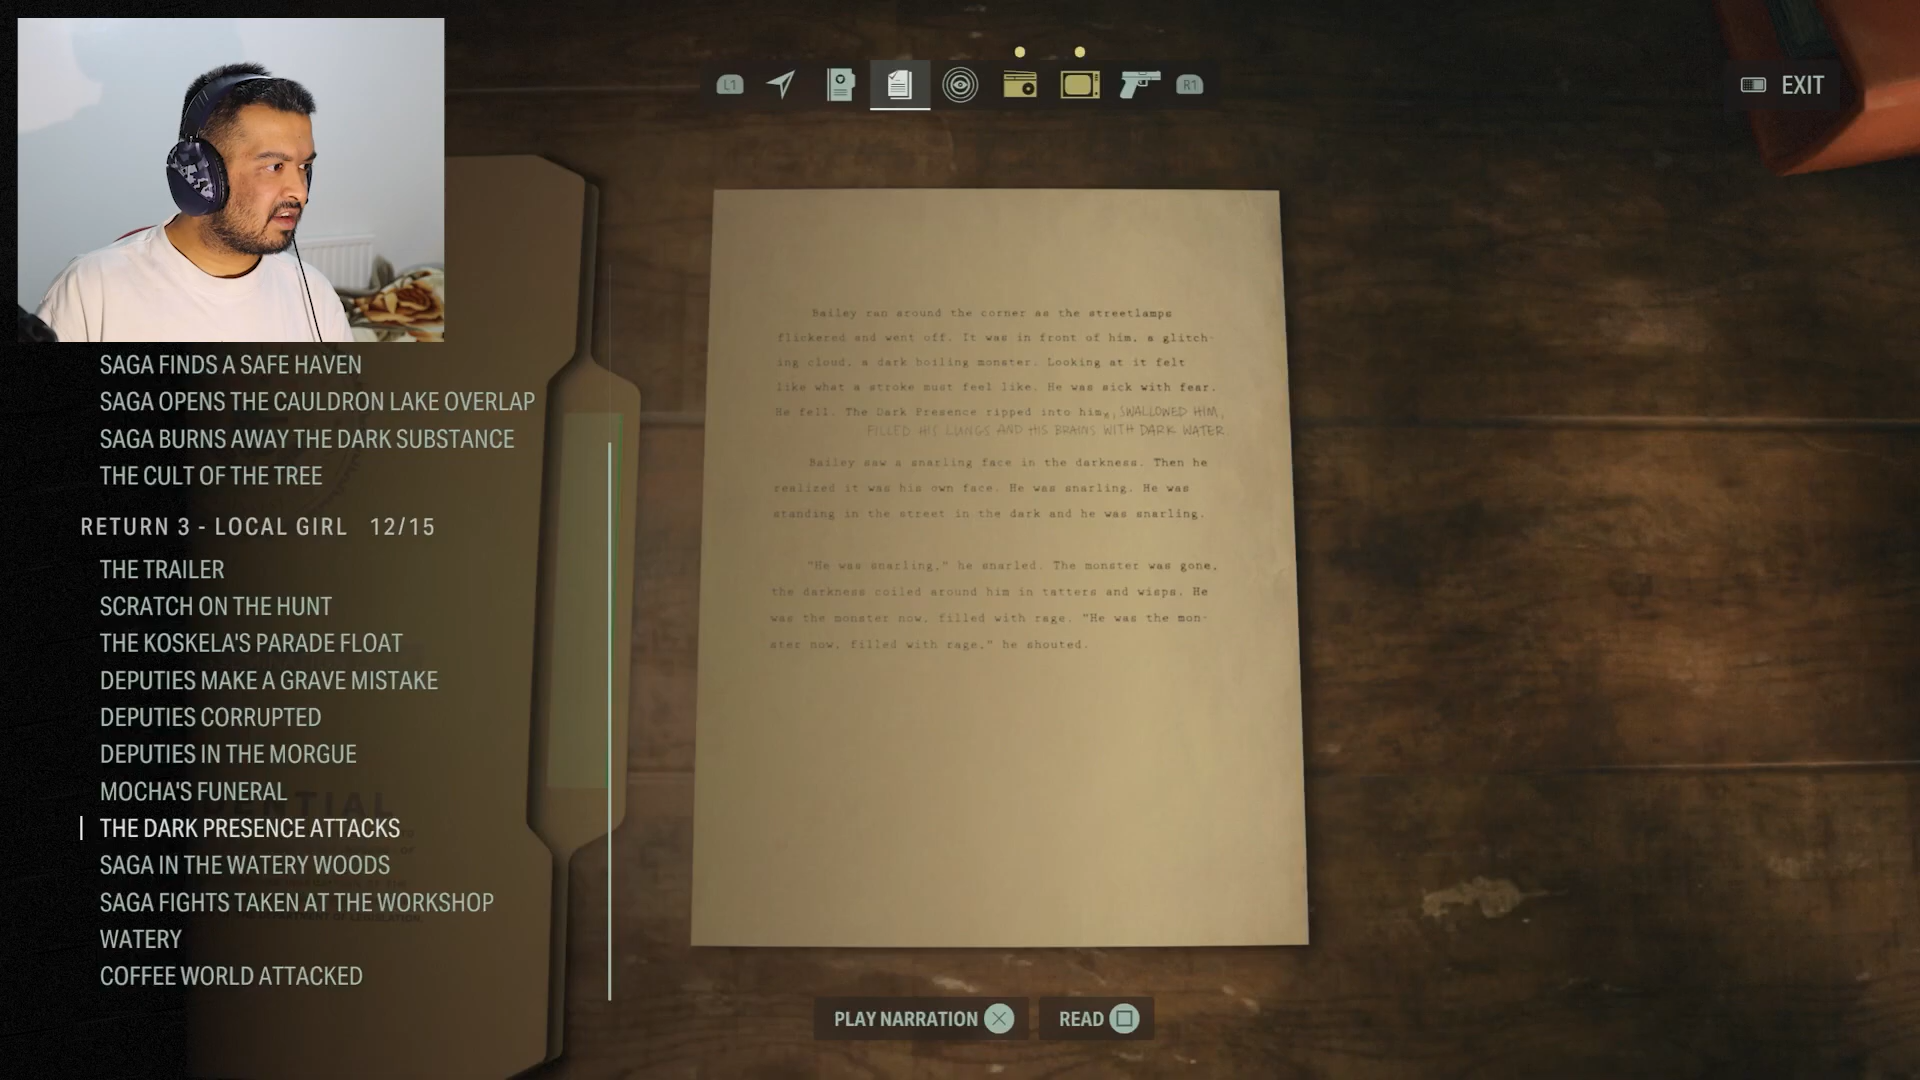 L1
R1
EXIT
SAGA FINDS A SAFE HAVEN
SAGA OPENS THE CAULDRON LAKE OVERLAP
SAGA BURNS AWAY THE DARK SUBSTANCE
THE CULT OF THE TREE
RETURN 3 - LOCAL GIRL 12/15
THE TRAILER
SCRATCH ON THE HUNT
THE KOSKELA'S PARADE FLOAT
DEPUTIES MAKE A GRAVE MISTAKE
DEPUTIES CORRUPTED
DEPUTIES IN THE MORGUE
MOCHA'S FUNERAL
THE DARK PRESENCE ATTACKS
SAGA IN THE WATERY WOODS
SAGA FIGHTS TAKEN AT THE WORKSHOP
WATERY
COFFEE WORLD ATTACKED
Bailey ran around the corner as the streetlamps
flickered and went off. It was in front of him, a glitch-
ing cloud, a dark boiling monster. Looking at it felt
like what a stroke must feel like. He was sick with fear.
He fell. The Dark Presence ripped into him, SWALLOWED HIM,
FILLED HIS LUNGS AND HIS BRAINS WITH DARK WATER.
Bailey saw a snarling face in the darkness. Then he
realized it was his own face. He was snarling. He was
standing in the street in the dark and he was snarling.
"He was snarling," he snarled. The monster was gone,
the darkness coiled around him in tatters and wisps. He
was the monster now, filled with rage. "He was the mon-
ster now, filled with rage," he shouted.
PLAY NARRATION
READ